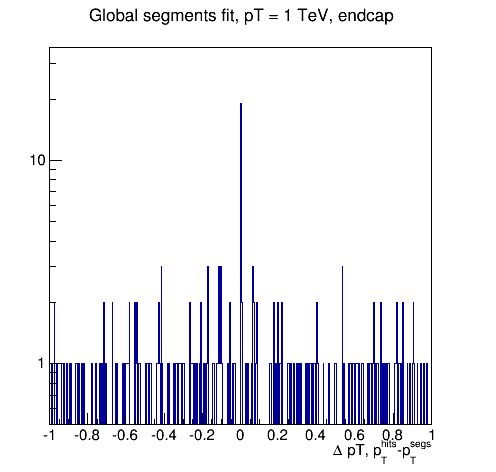 Global segments fit, pT = 1 TeV, endcap
10
1
-1 -0.8 -0.6 -0.4 -0.2 0 0.2 0.4 0.6 0.8 1
Δ pT, p_T^hits-p_T^segs